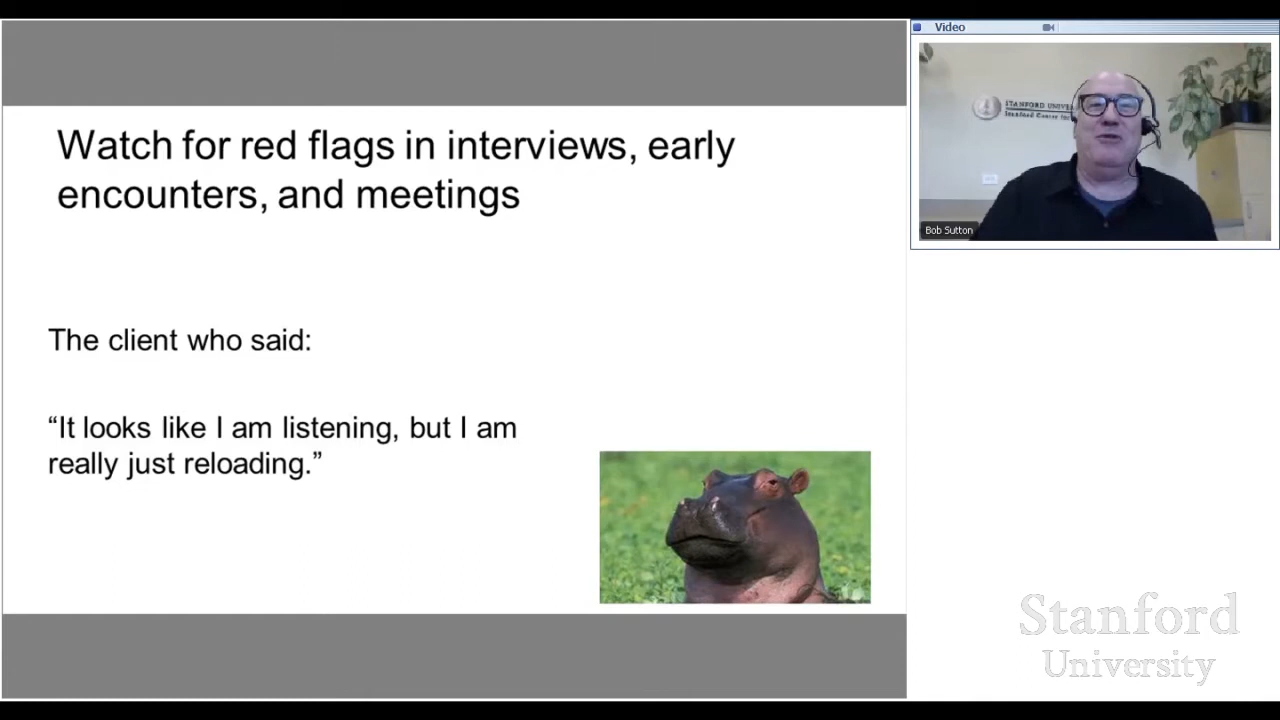 Watch for red flags in interviews, early
encounters, and meetings
The client who said:
“It looks like I am listening, but I am
really just reloading.”
Video
STANFORD
Bob Sutton
Stanford
University